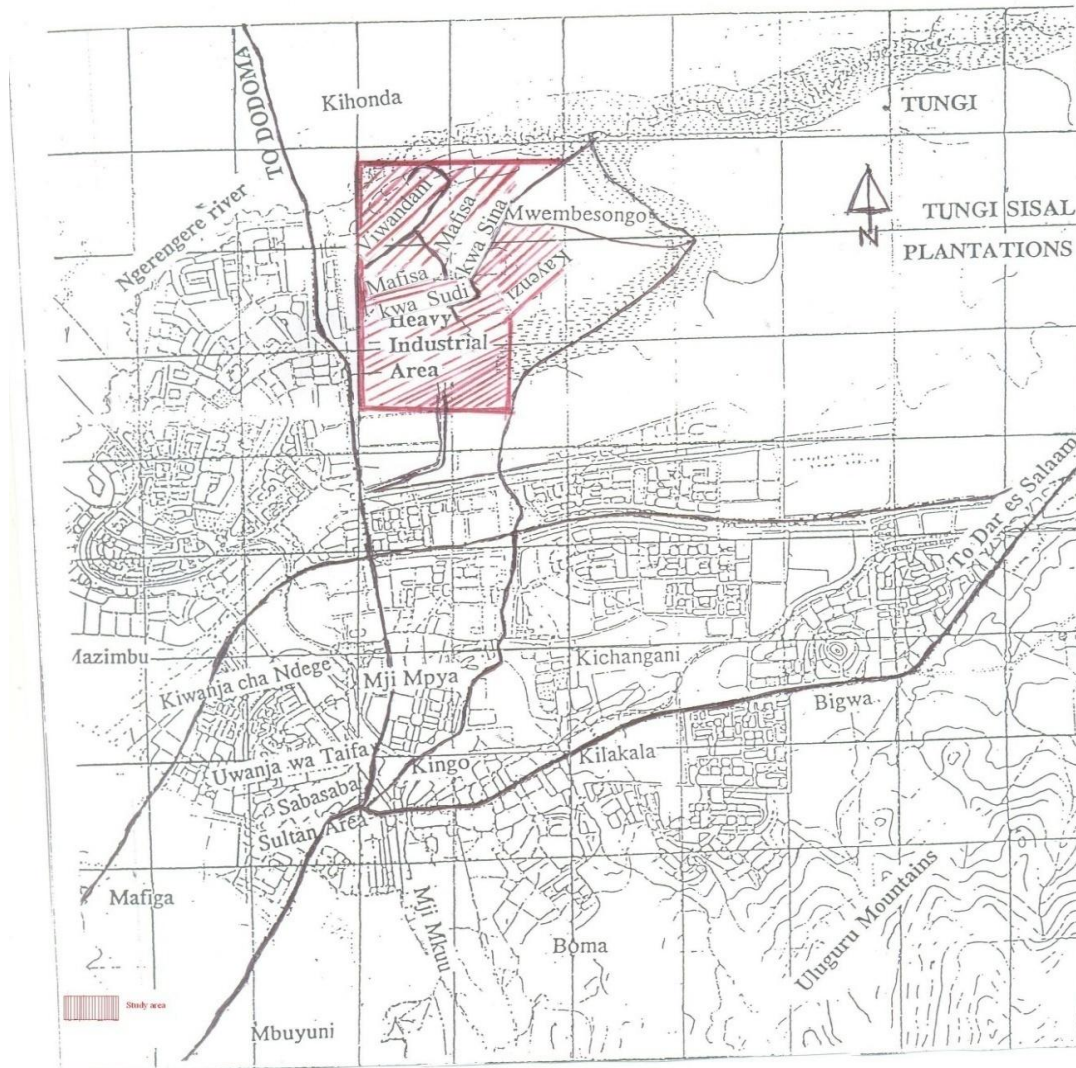 TO DODOMA
Kihonda
TUNGI
Ngerengere river
Viwandani
Mafisa
kwa Sina
Mwembesongo
N
TUNGI SISAL
PLANTATIONS
Mafisa
kwa Sudi
Kayenzi
Heavy
Industrial
Area
To Dar es Salaam
Mazimbu
Kiwanja cha Ndege
Mji Mpya
Kichangani
Bigwa
Uwanja wa Taifa
Kingo
Kilakala
Sabasaba
Sultan Area
Mafiga
Mji Mkuu
Boma
Uluguru Mountains
Study area
Mbuyuni